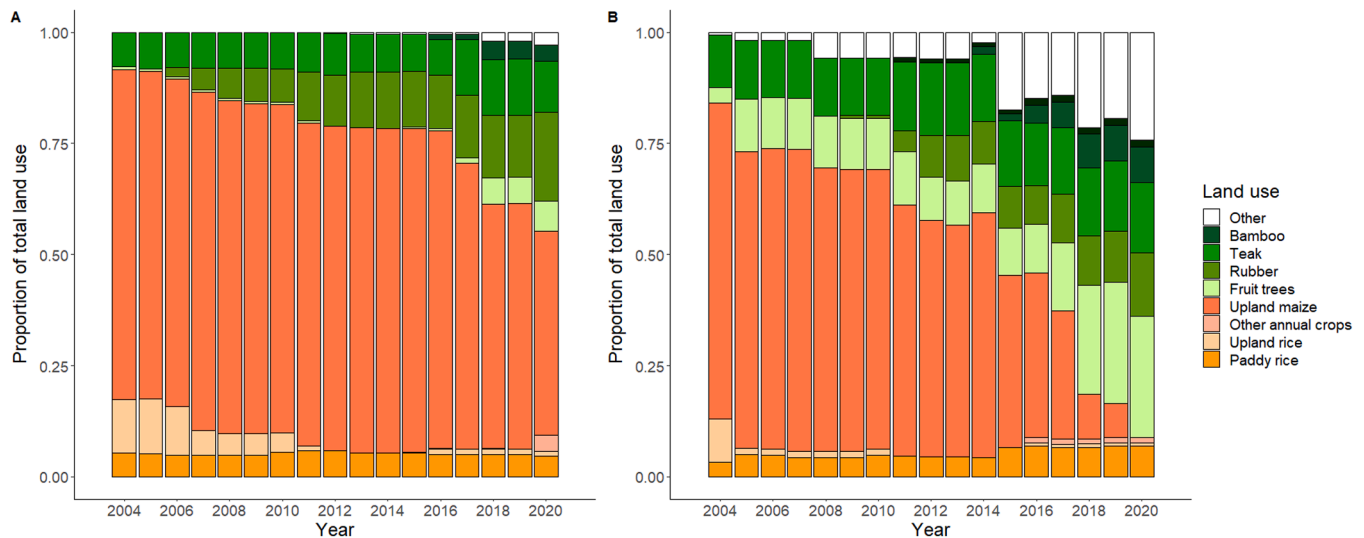 A
Proportion of total land use
1.00
0.75
0.50
0.25
0.00
2004 2006 2008 2010 2012 2014 2016 2018 2020
Year
B
Proportion of total land use
1.00
0.75
0.50
0.25
0.00
2004 2006 2008 2010 2012 2014 2016 2018 2020
Year
Land use
Other
Bamboo
Teak
Rubber
Fruit trees
Upland maize
Other annual crops
Upland rice
Paddy rice